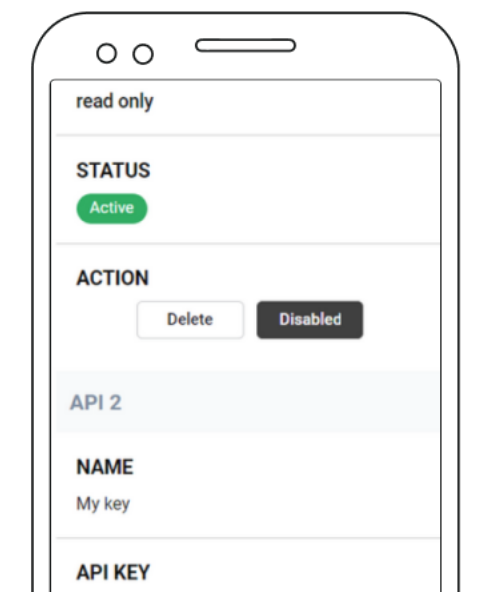 read only
STATUS
Active
ACTION
Delete Disabled
API 2
NAME
My key
API KEY